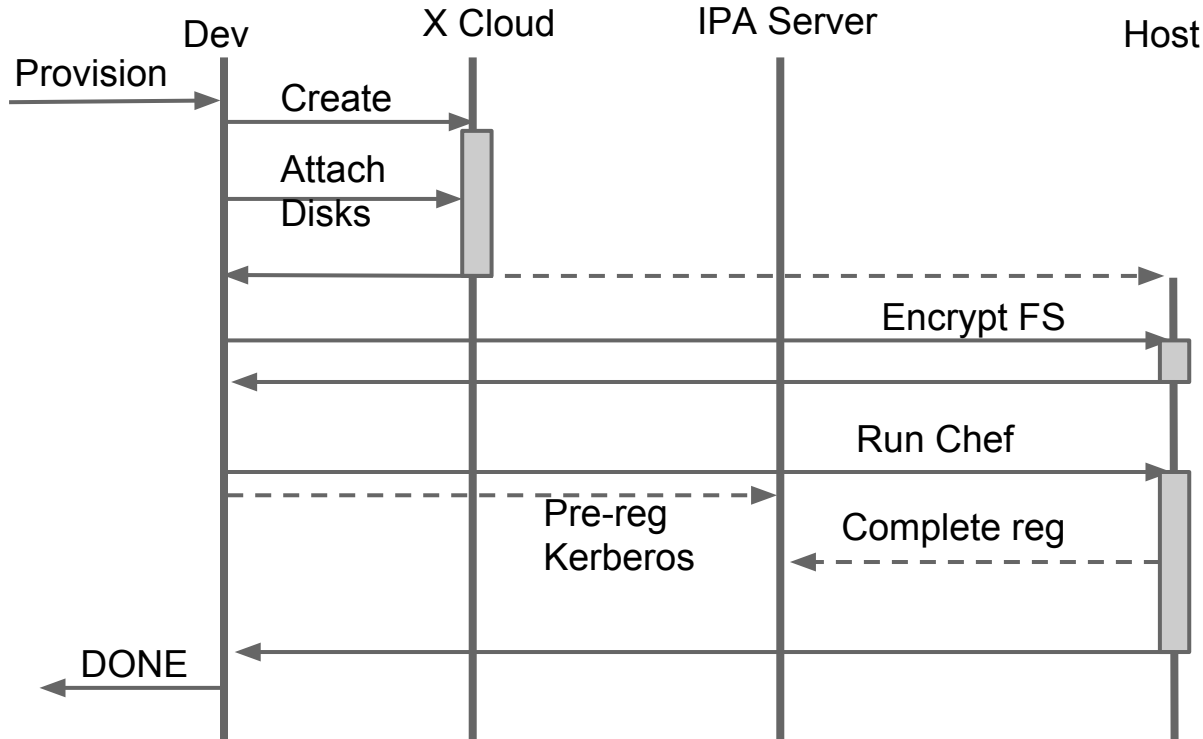 Dev
X Cloud
IPA Server
Host
Provision
Create
Attach
Disks
Encrypt FS
Run Chef
Pre-reg
Kerberos
Complete reg
DONE